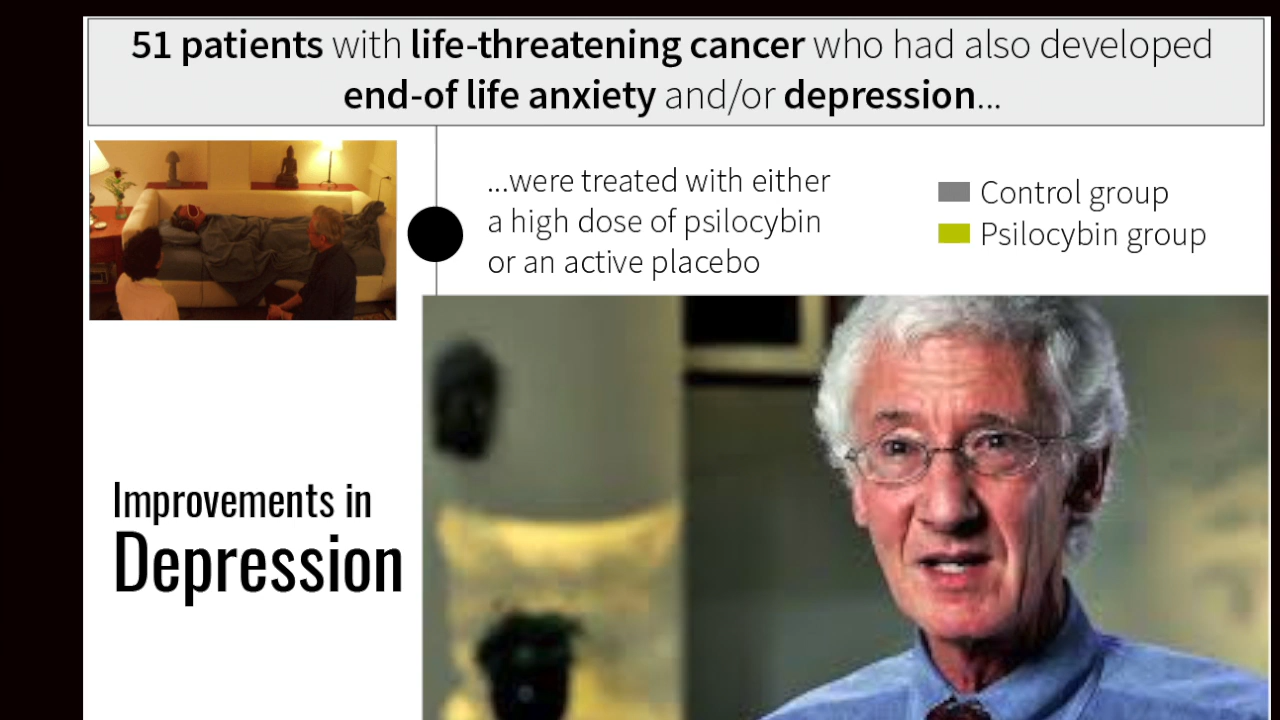 51 patients with life-threatening cancer who had also developed
end-of life anxiety and/or depression...
...were treated with either
a high dose of psilocybin
or an active placebo
Control group
Psilocybin group
Improvements in
Depression